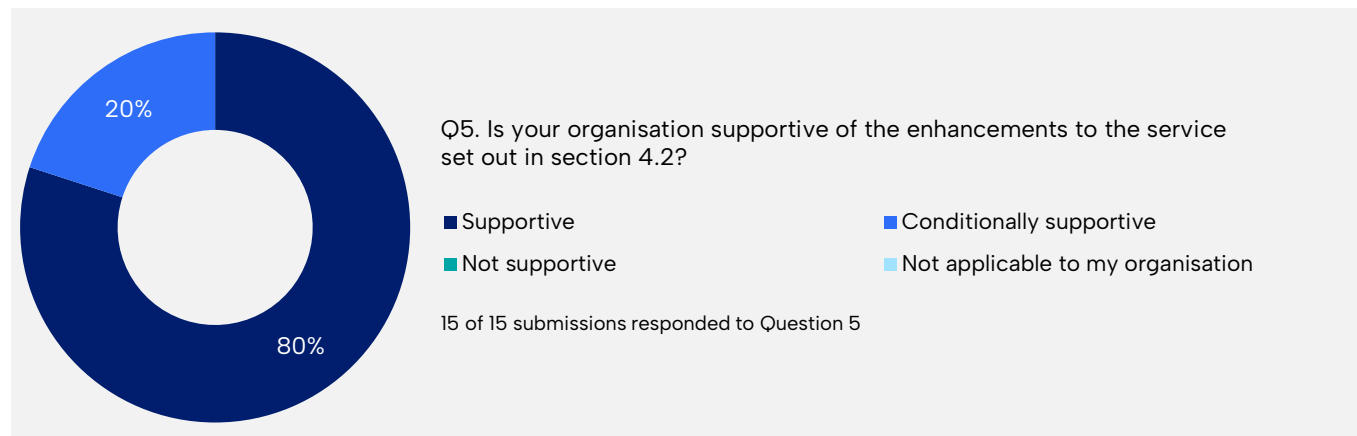 20%
80%
Q5. Is your organisation supportive of the enhancements to the service
set out in section 4.2?
Supportive
Conditionally supportive
Not supportive
Not applicable to my organisation
15 of 15 submissions responded to Question 5